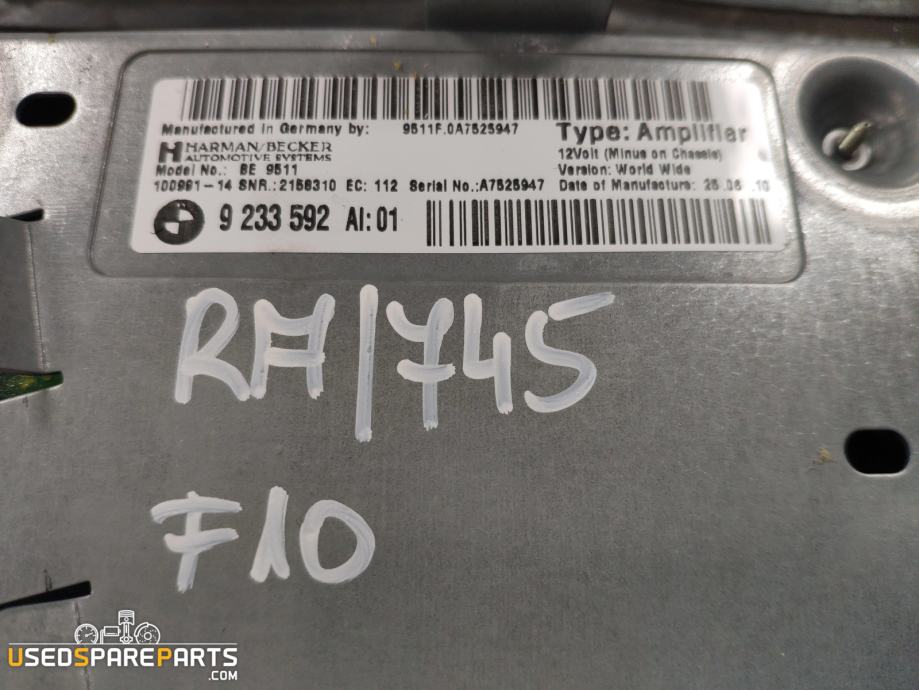 Manufactured in Germany by: 9511F.0A7525947 Type: Amplifier
HARMAN/BECKER 12Volt (Minus on Chassis)
AUTOMOTIVE SYSTEMS
Model No.: BE 9511 Version: World Wide
100991-14 SNR.:2158310 EC: 112 Serial No.:A7525947 Date of Manufacture: 25.06.10
9 233 592 AI:01
RA/745
F10
USEDSPAREPARTS
.COM